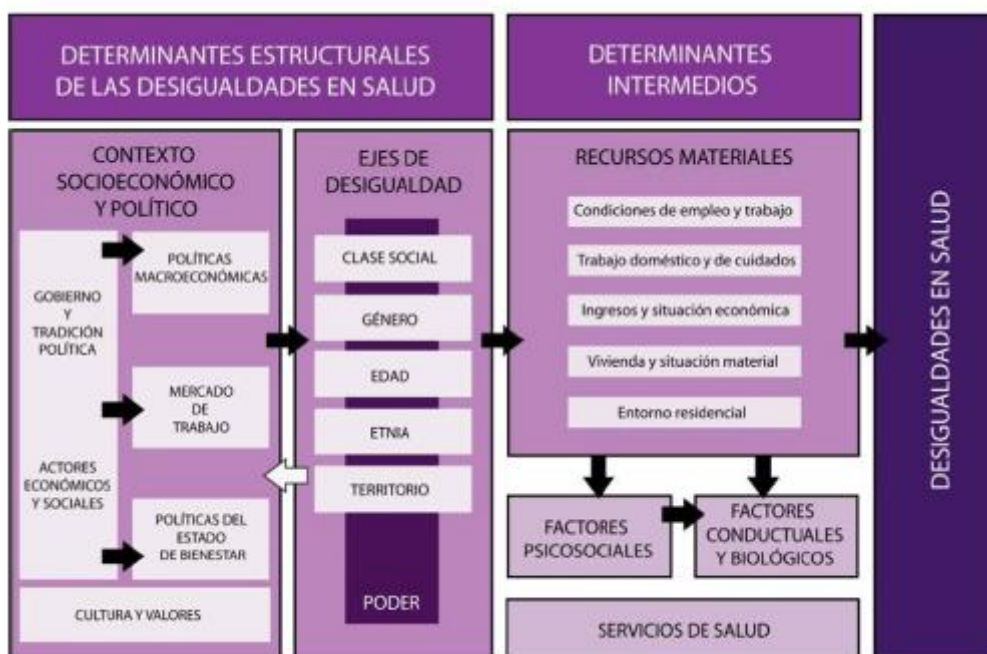 DETERMINANTES ESTRUCTURALES
DE LAS DESIGUALDADES EN SALUD
DETERMINANTES
INTERMEDIOS
CONTEXTO
SOCIOECONÓMICO
Y POLÍTICO
GOBIERNO
Y
TRADICIÓN
POLÍTICA
ACTORES
ECONÓMICOS
Y SOCIALES
POLÍTICAS
MACROECONÓMICAS
MERCADO
DE
TRABAJO
POLÍTICAS DEL
ESTADO
DE BIENESTAR
CULTURA Y VALORES
EJES DE
DESIGUALDAD
CLASE SOCIAL
GÉNERO
EDAD
ETNIA
TERRITORIO
PODER
RECURSOS MATERIALES
Condiciones de empleo y trabajo
Trabajo doméstico y de cuidados
Ingresos y situación económica
Vivienda y situación material
Entorno residencial
FACTORES
PSICOSOCIALES
FACTORES
CONDUCTUALES
Y BIOLÓGICOS
SERVICIOS DE SALUD
DESIGUALDADES EN SALUD